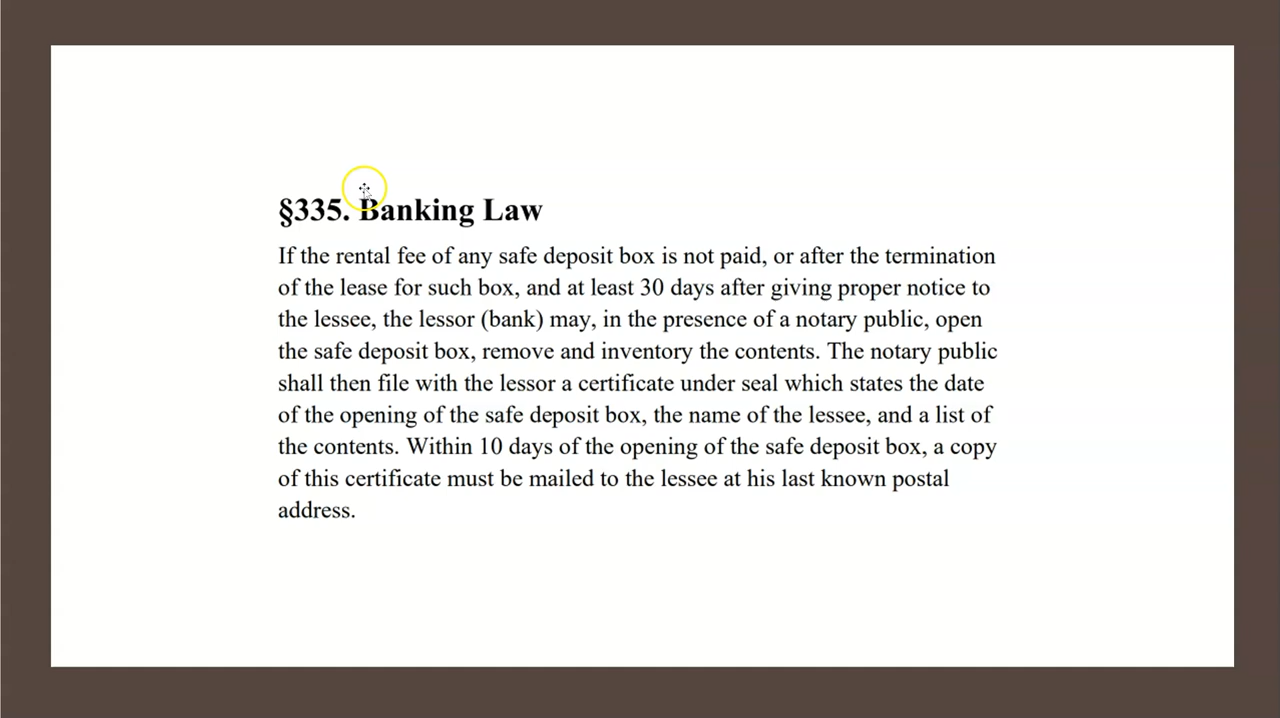 §335. Banking Law
If the rental fee of any safe deposit box is not paid, or after the termination
of the lease for such box, and at least 30 days after giving proper notice to
the lessee, the lessor (bank) may, in the presence of a notary public, open
the safe deposit box, remove and inventory the contents. The notary public
shall then file with the lessor a certificate under seal which states the date
of the opening of the safe deposit box, the name of the lessee, and a list of
the contents. Within 10 days of the opening of the safe deposit box, a copy
of this certificate must be mailed to the lessee at his last known postal
address.